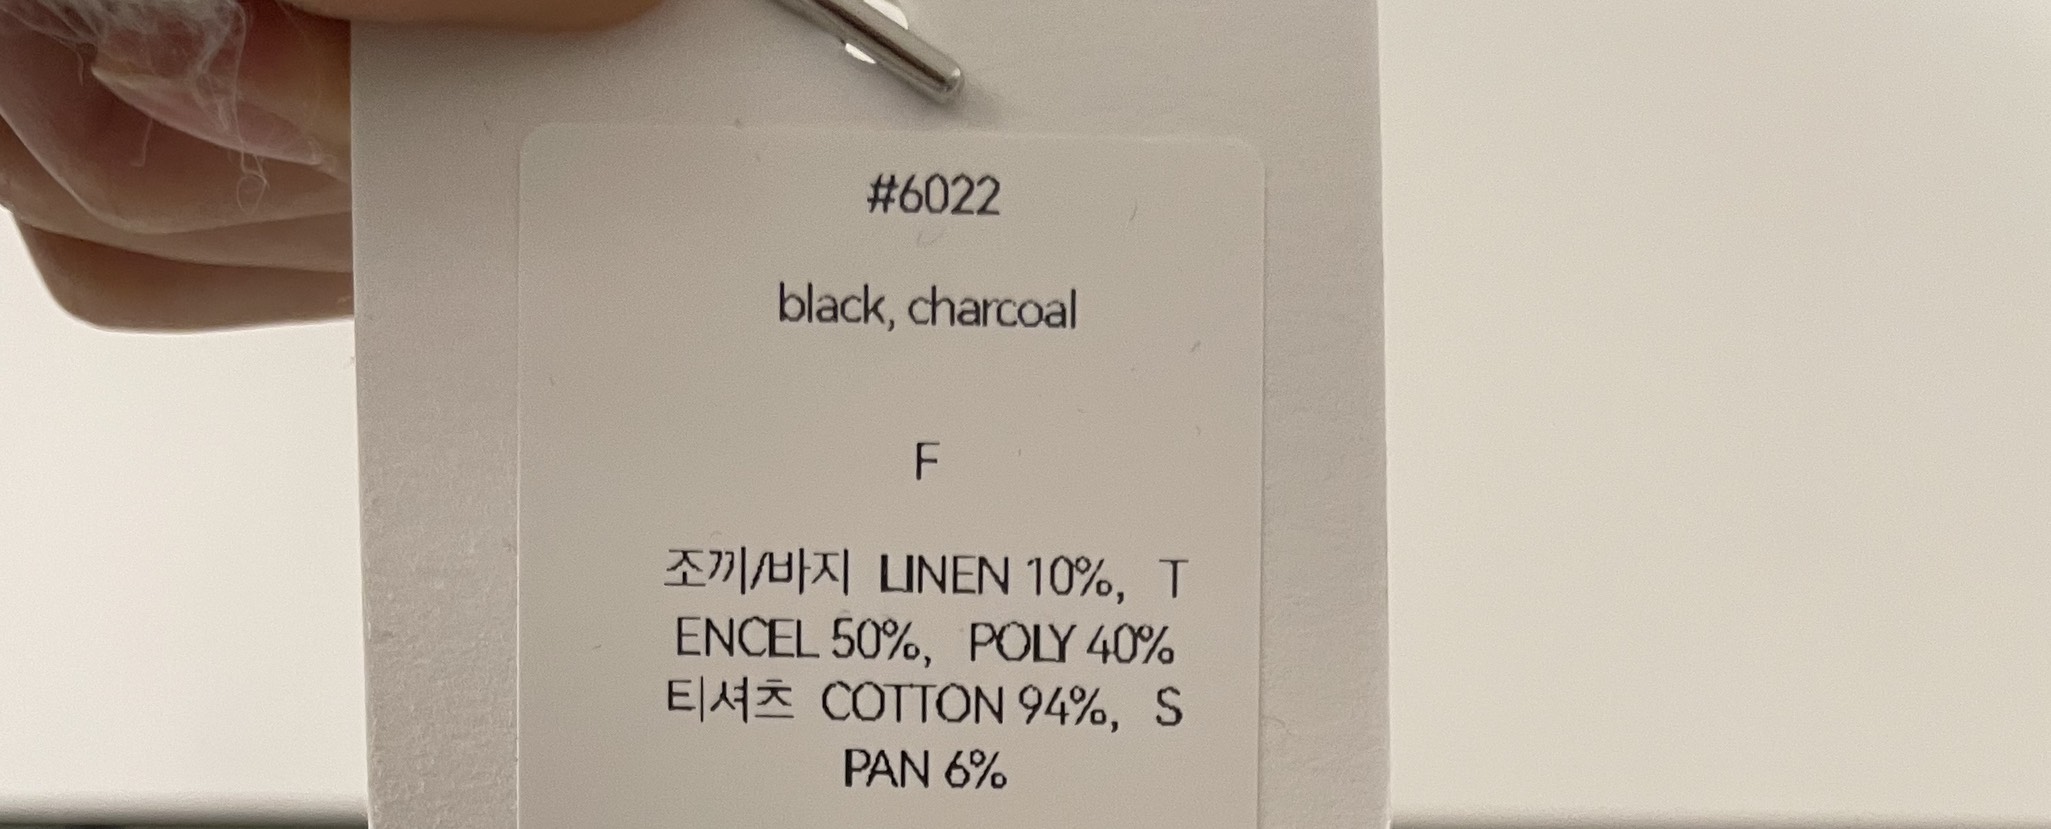 #6022
black, charcoal
F
조끼/바지 LINEN 10%, T
ENCEL 50%, POLY 40%
티셔츠 COTTON 94%, S
PAN 6%